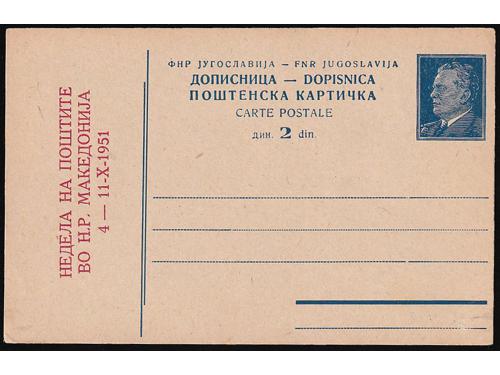 ФНР ЈУГОСЛАВИЈА — FNR JUGOSLAVIJA
ДОПИСНИЦА — DOPISNICA
ПОШТЕНСКА КАРТИЧКА
CARTE POSTALE
дин. 2 din.
НЕДЕЛА НА ПОШТИТЕ
ВО Н.Р. МАКЕДОНИЈА
4 — 11-X-1951